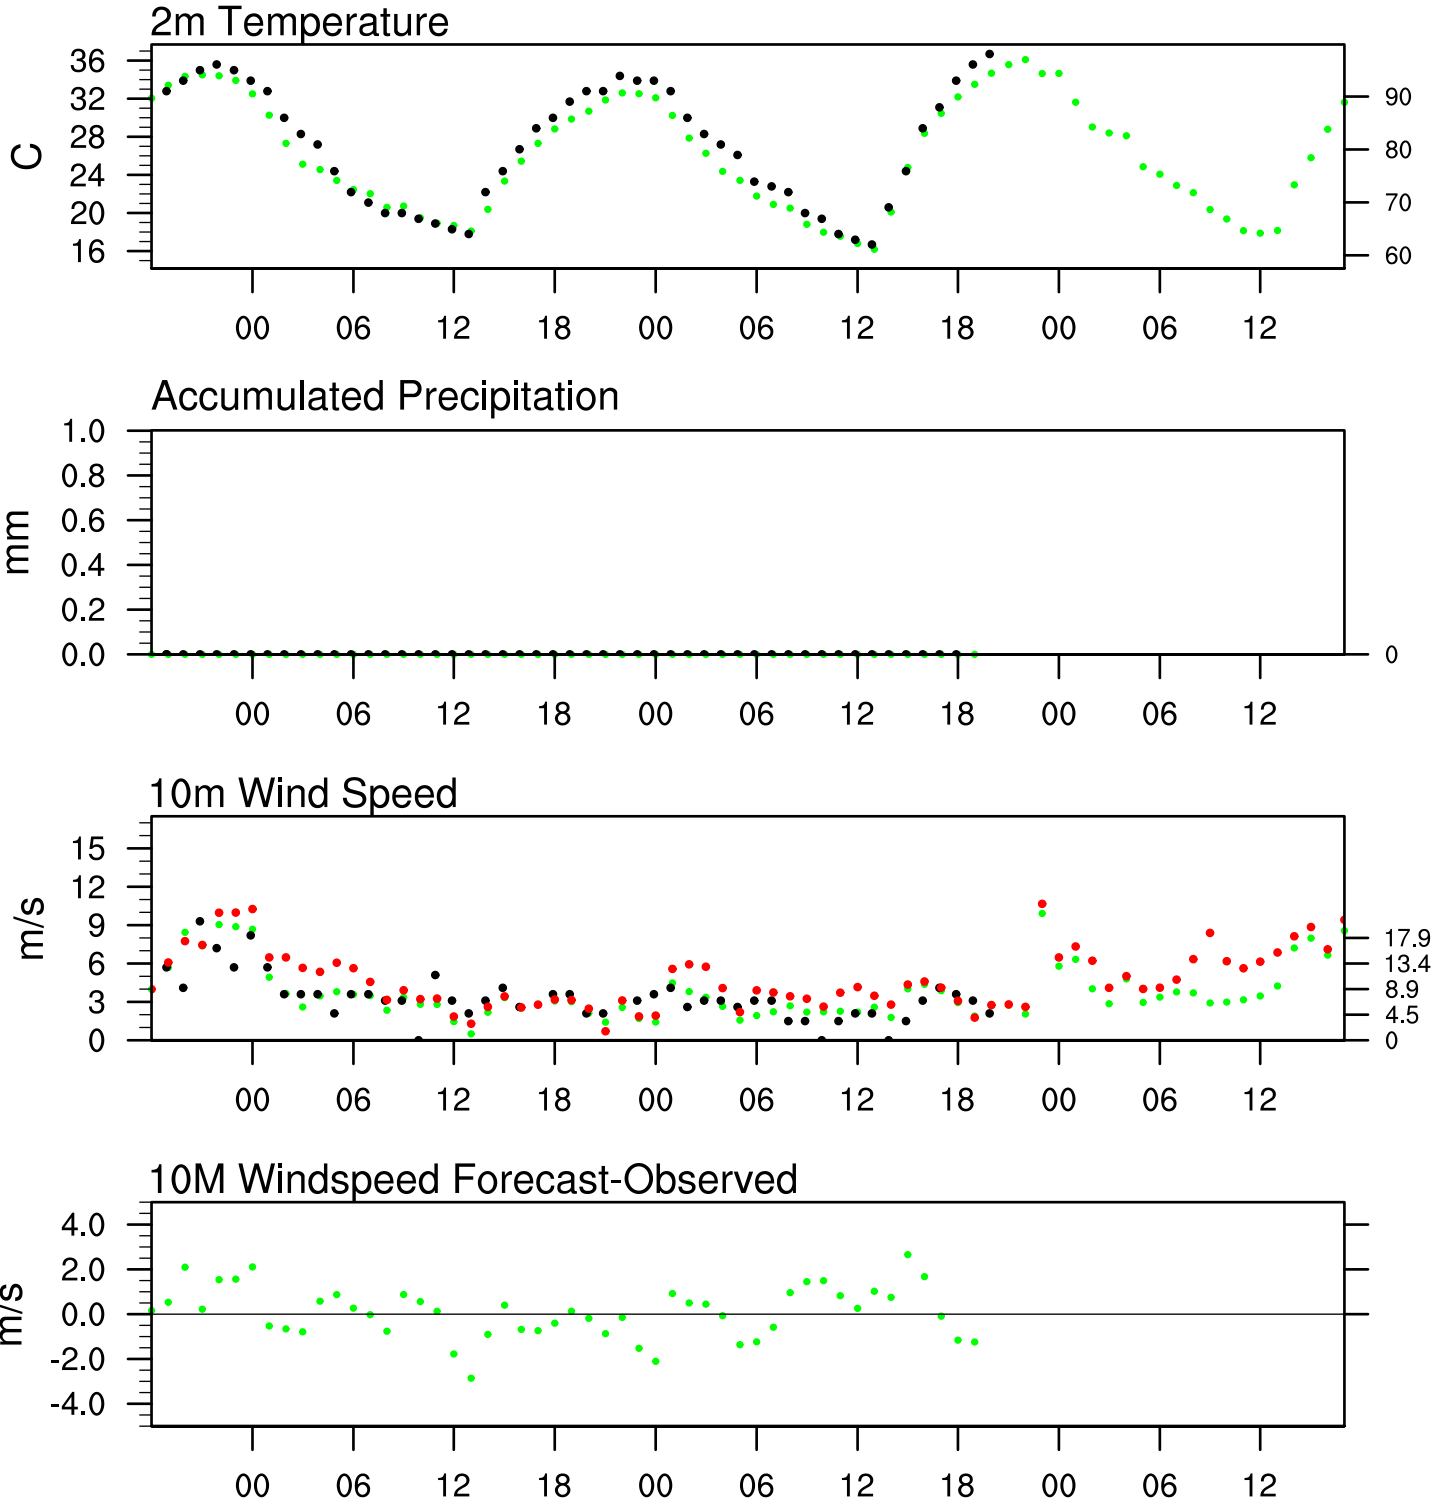 2m Temperature
C
36
32
28
24
20
16
90
80
70
60
00 06 12 18 00 06 12 18 00 06 12
Accumulated Precipitation
mm
1.0
0.8
0.6
0.4
0.2
0.0
0
00 06 12 18 00 06 12 18 00 06 12
10m Wind Speed
m/s
15
12
9
6
3
0
17.9
13.4
8.9
4.5
0
00 06 12 18 00 06 12 18 00 06 12
10M Windspeed Forecast-Observed
m/s
4.0
2.0
0.0
-2.0
-4.0
00 06 12 18 00 06 12 18 00 06 12